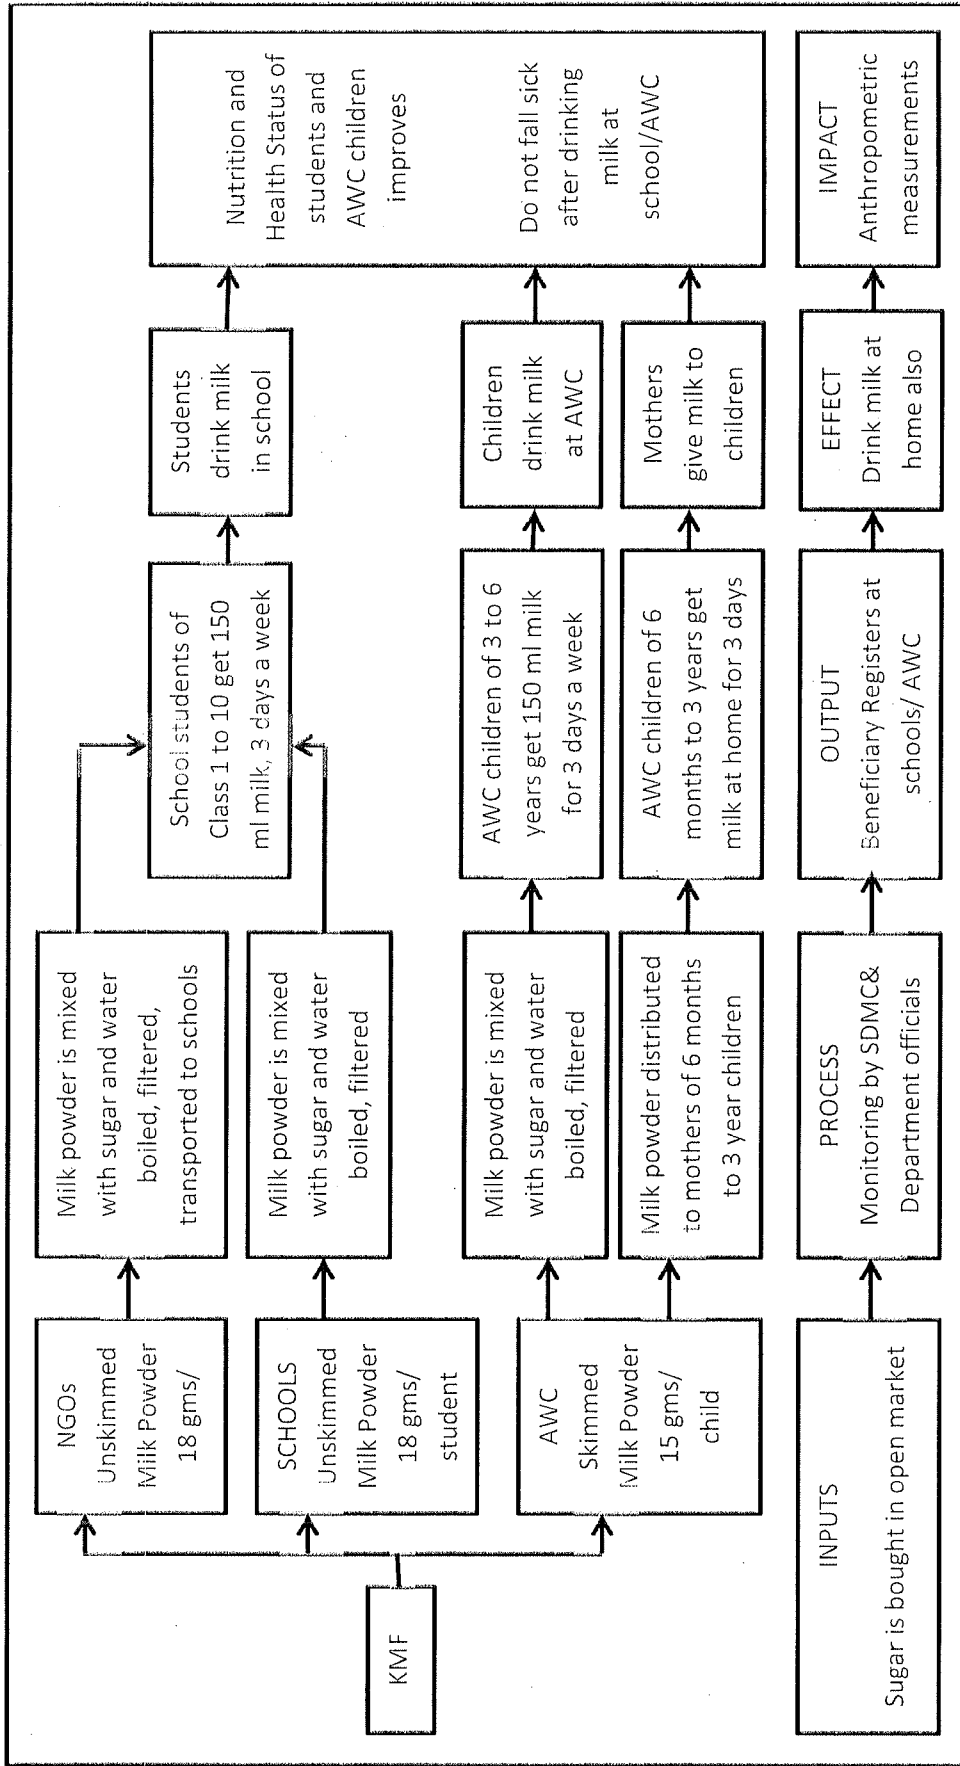 KMF
NGOs
Unskimmed
Milk Powder
18 gms/
SCHOOLS
Unskimmed
Milk Powder
18 gms/
student
AWC
Skimmed
Milk Powder
15 gms/
child
Milk powder is mixed
with sugar and water
boiled, filtered,
transported to schools
Milk powder is mixed
with sugar and water
boiled, filtered
Milk powder is mixed
with sugar and water
boiled, filtered
Milk powder distributed
to mothers of 6 months
to 3 year children
School students of
Class 1 to 10 get 150
ml milk, 3 days a week
AWC children of 3 to 6
years get 150 ml milk
for 3 days a week
AWC children of 6
months to 3 years get
milk at home for 3 days
Students
drink milk
in school
Children
drink milk
at AWC
Mothers
give milk to
children
Nutrition and
Health Status of
students and
AWC children
improves
Do not fall sick
after drinking
milk at
school/AWC
INPUTS
Sugar is bought in open market
PROCESS
Monitoring by SDMC&
Department officials
OUTPUT
Beneficiary Registers at
schools/ AWC
EFFECT
Drink milk at
home also
IMPACT
Anthropometric
measurements